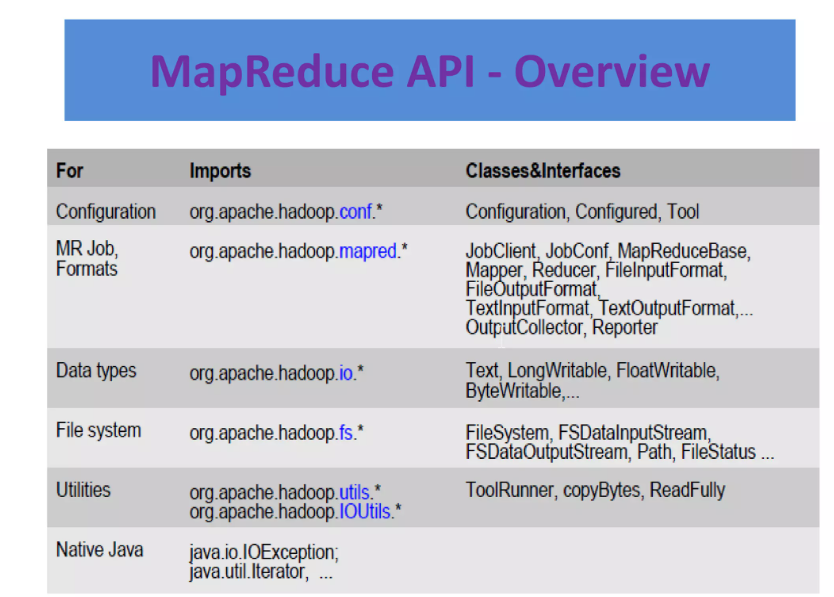 MapReduce API - Overview
For Imports Classes&Interfaces
Configuration org.apache.hadoop.conf.* Configuration, Configured, Tool
MR Job, org.apache.hadoop.mapred.* JobClient, JobConf, MapReduceBase,
Formats Mapper, Reducer, FileInputFormat,
FileOutputFormat,
TextInputFormat, TextOutputFormat,...
OutputCollector, Reporter
Data types org.apache.hadoop.io.* Text, LongWritable, FloatWritable,
ByteWritable,...
File system org.apache.hadoop.fs.* FileSystem, FSDataInputStream,
FSDataOutputStream, Path, FileStatus ...
Utilities org.apache.hadoop.utils.* ToolRunner, copyBytes, ReadFully
org.apache.hadoop.IOUtils.*
Native Java java.io.IOException;
java.util.Iterator, ...